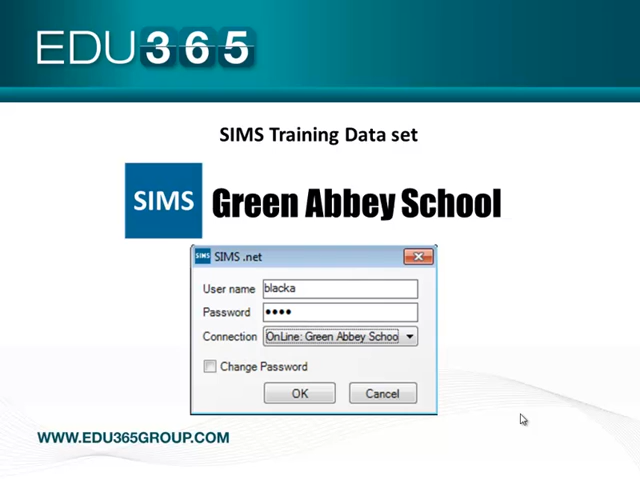 EDU365
SIMS Training Data set
SIMS Green Abbey School
SIMS SIMS .net
User name blacka
Password ••••
Connection OnLine: Green Abbey Schoo
Change Password
OK Cancel
WWW.EDU365GROUP.COM